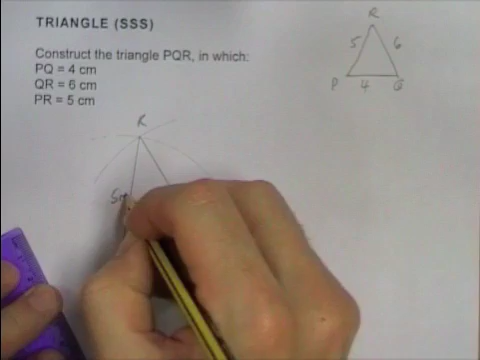 TRIANGLE (SSS)
Construct the triangle PQR, in which:
PQ = 4 cm
QR = 6 cm
PR = 5 cm
R
5 6
P 4 Q
R